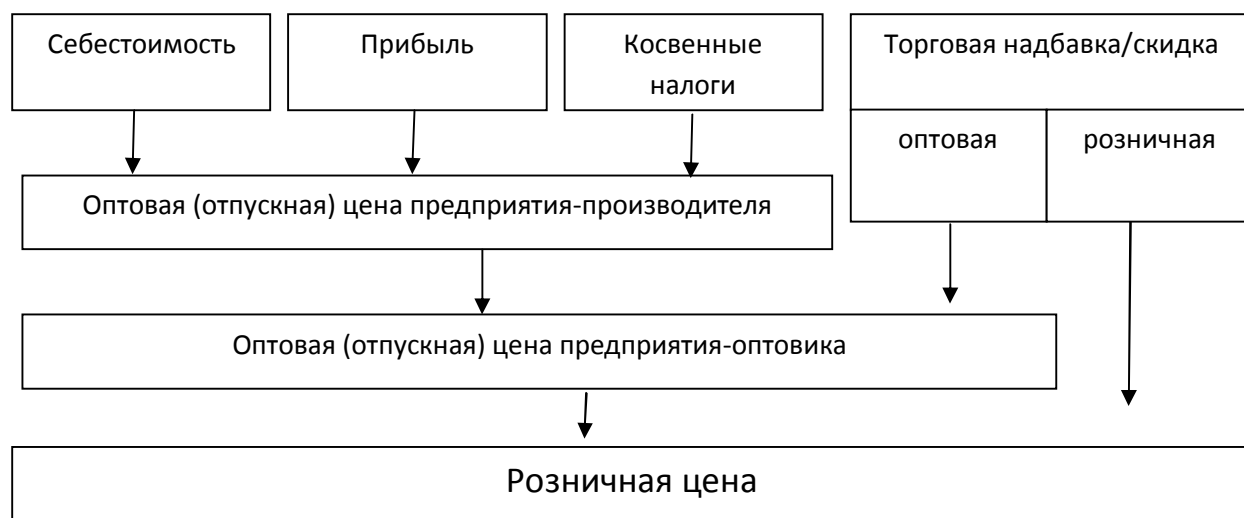 Себестоимость
Прибыль
Косвенные
налоги
Торговая надбавка/скидка
оптовая
розничная
Оптовая (отпускная) цена предприятия-производителя
Оптовая (отпускная) цена предприятия-оптовика
Розничная цена